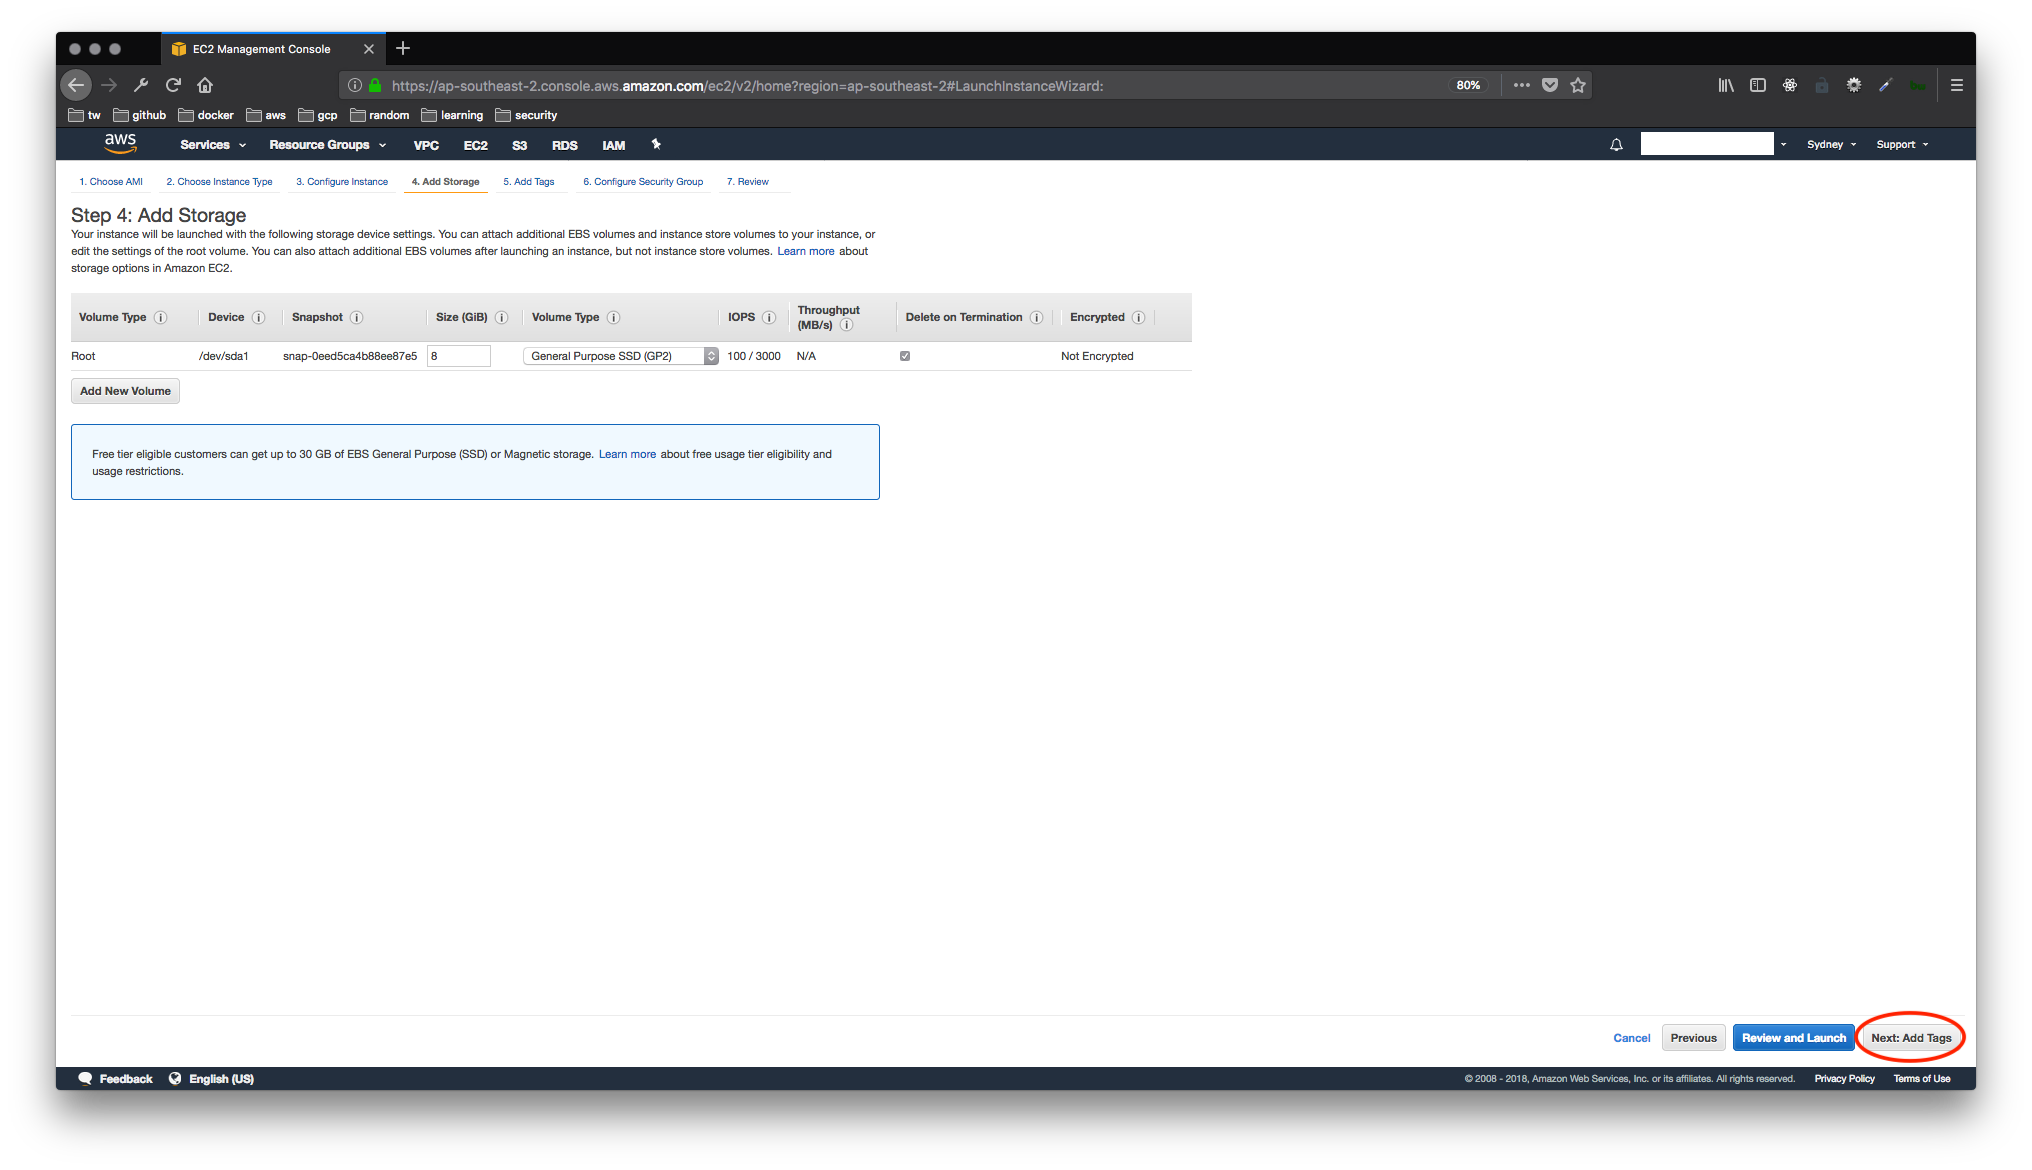 EC2 Management Console
https://ap-southeast-2.console.aws.amazon.com/ec2/v2/home?region=ap-southeast-2#LaunchInstanceWizard:
80%
tw github docker aws gcp random learning security
aws Services Resource Groups VPC EC2 S3 RDS IAM Sydney Support
1. Choose AMI 2. Choose Instance Type 3. Configure Instance 4. Add Storage 5. Add Tags 6. Configure Security Group 7. Review
Step 4: Add Storage
Your instance will be launched with the following storage device settings. You can attach additional EBS volumes and instance store volumes to your instance, or
edit the settings of the root volume. You can also attach additional EBS volumes after launching an instance, but not instance store volumes. Learn more about
storage options in Amazon EC2.
Volume Type Device Snapshot Size (GiB) Volume Type IOPS Throughput (MB/s) Delete on Termination Encrypted
Root /dev/sda1 snap-0eed5ca4b88ee87e5 8 General Purpose SSD (GP2) 100 / 3000 N/A Not Encrypted
Add New Volume
Free tier eligible customers can get up to 30 GB of EBS General Purpose (SSD) or Magnetic storage. Learn more about free usage tier eligibility and
usage restrictions.
Cancel Previous Review and Launch Next: Add Tags
Feedback English (US) © 2008 - 2018, Amazon Web Services, Inc. or its affiliates. All rights reserved. Privacy Policy Terms of Use